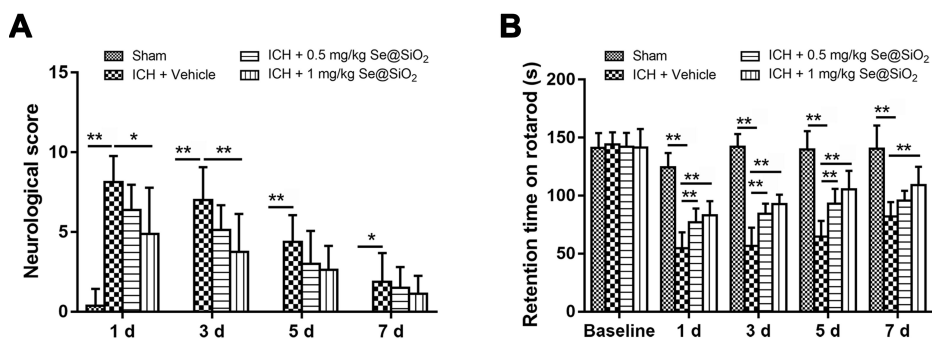 A
Sham
ICH + Vehicle
ICH + 0.5 mg/kg Se@SiO₂
ICH + 1 mg/kg Se@SiO₂
Neurological score
15
10
5
0
** *
** **
**
*
1 d 3 d 5 d 7 d
B
Sham
ICH + Vehicle
ICH + 0.5 mg/kg Se@SiO₂
ICH + 1 mg/kg Se@SiO₂
Retention time on rotarod (s)
200
150
100
50
0
** ** ** **
** ** ** **
** ** **
Baseline 1 d 3 d 5 d 7 d